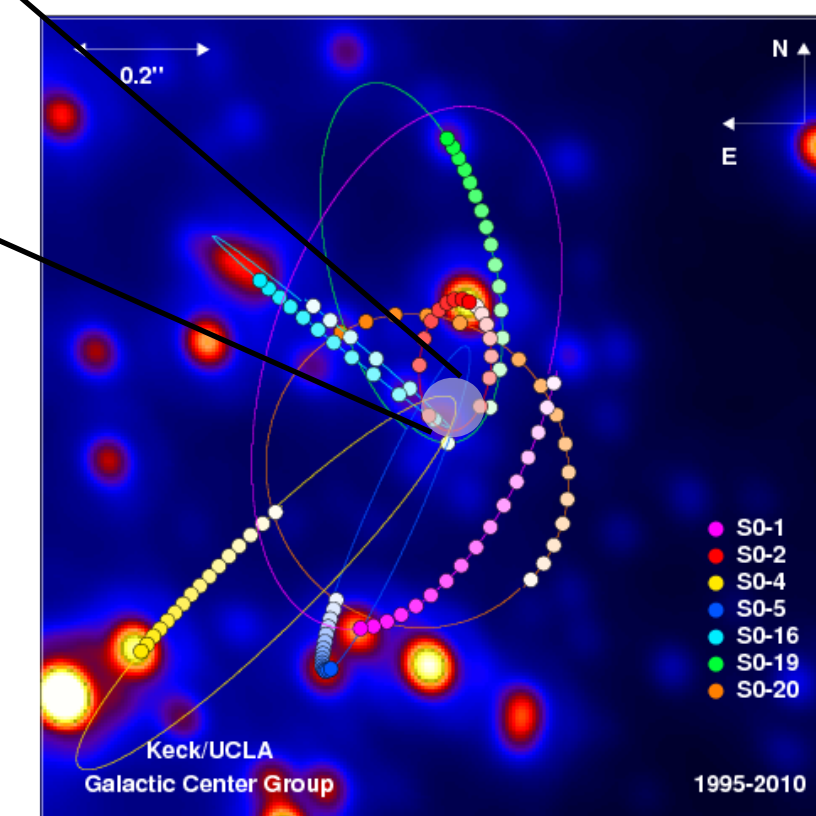 0.2"
N
E
S0-1
S0-2
S0-4
S0-5
S0-16
S0-19
S0-20
Keck/UCLA
Galactic Center Group
1995-2010